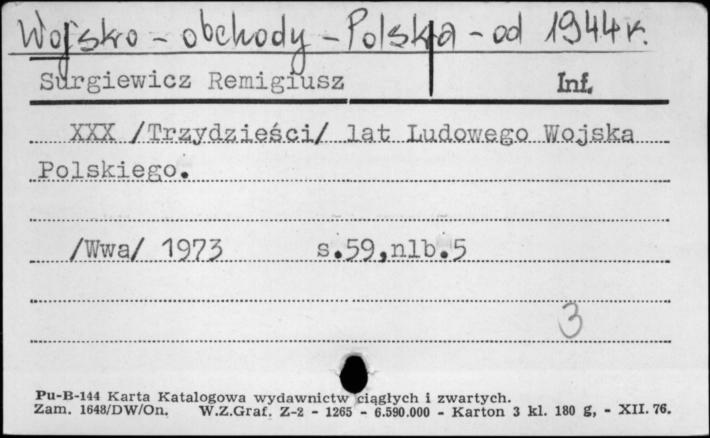 Wojsko - obchody - Polska - od 1944 r.
Surgiewicz Remigiusz Inf.
XXX /Trzydzieści/ lat Ludowego Wojska
Polskiego.
/Wwa/ 1973 s.59,nlb.5
3
Pu-B-144 Karta Katalogowa wydawnictw ciągłych i zwartych.
Zam. 1648/DW/On. W.Z.Graf. Z-2 - 1265 - 6.590.000 - Karton 3 kl. 180 g, - XII. 76.